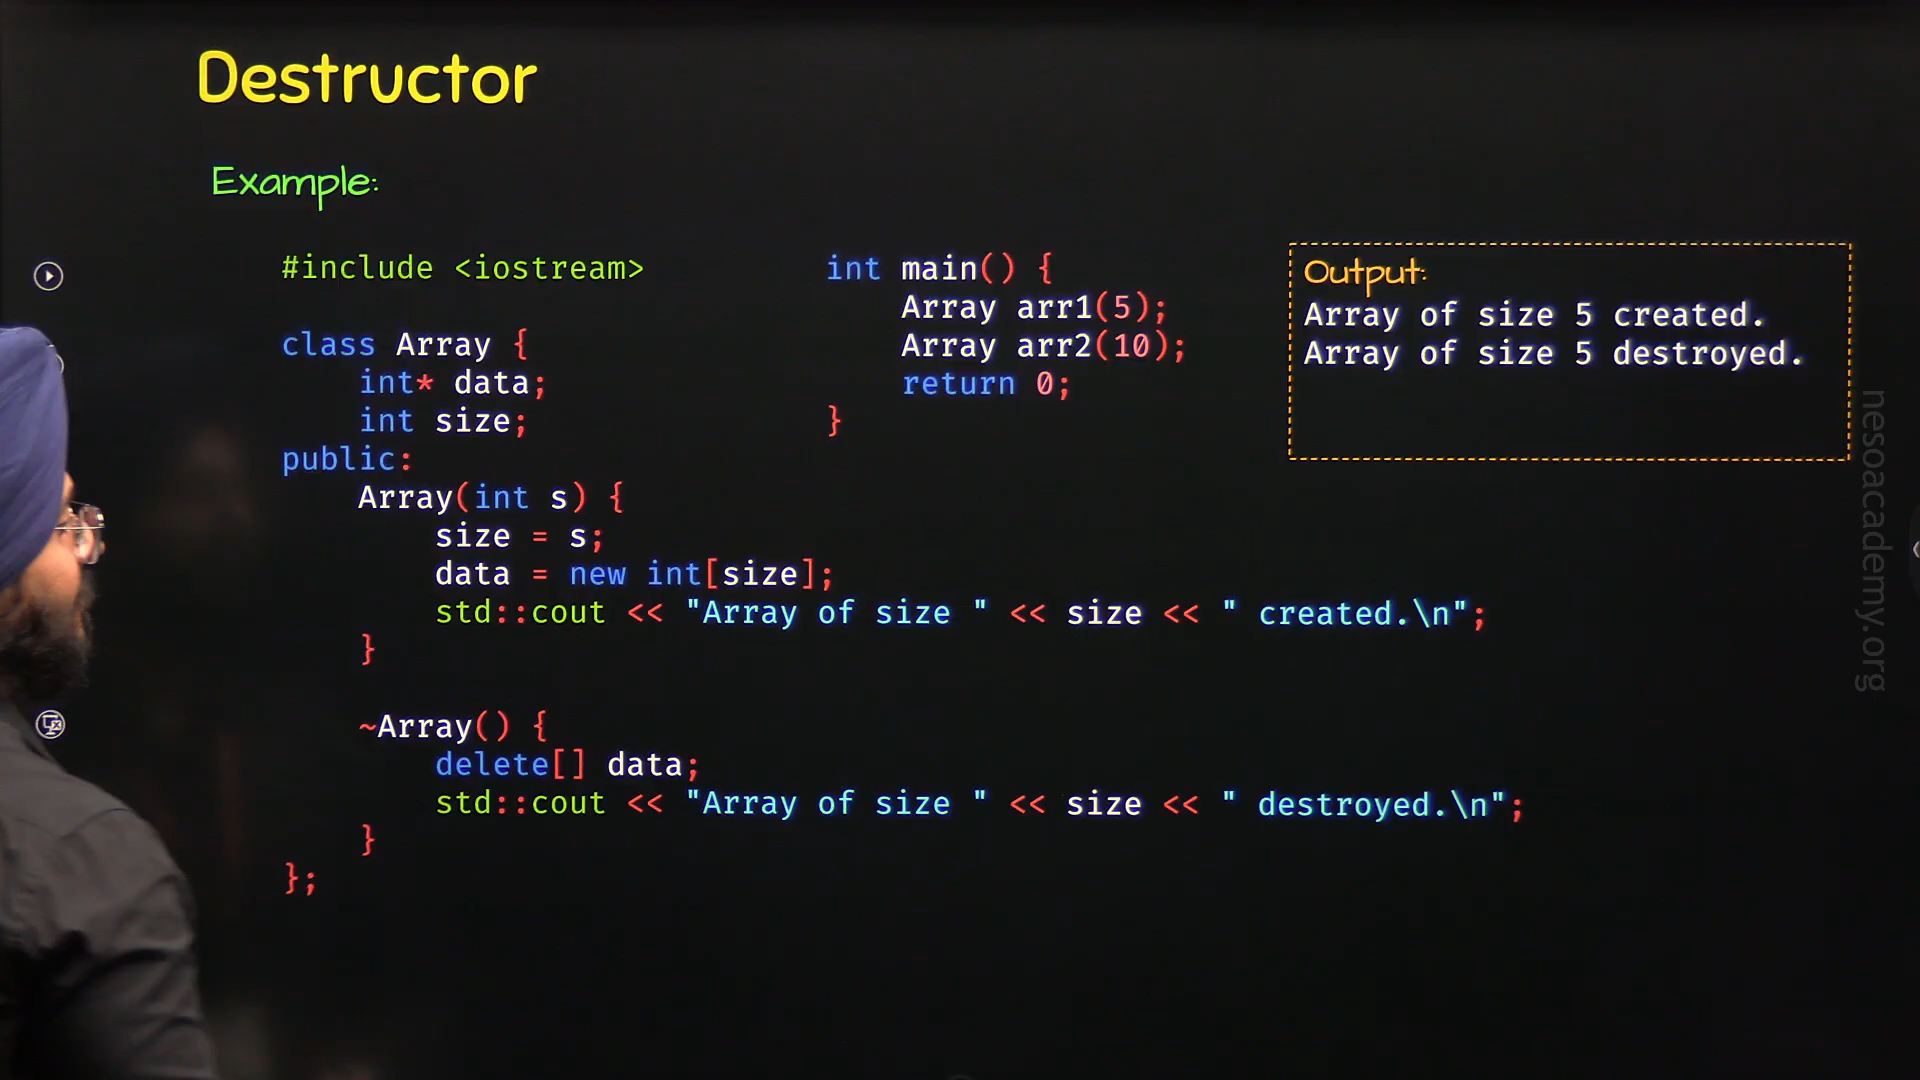 Destructor
Example:
#include <iostream>
class Array {
    int* data;
    int size;
public:
    Array(int s) {
        size = s;
        data = new int[size];
        std::cout << "Array of size " << size << " created.\n";
    }
    ~Array() {
        delete[] data;
        std::cout << "Array of size " << size << " destroyed.\n";
    }
};
int main() {
    Array arr1(5);
    Array arr2(10);
    return 0;
}
Output:
Array of size 5 created.
Array of size 5 destroyed.
nesoacademy.org